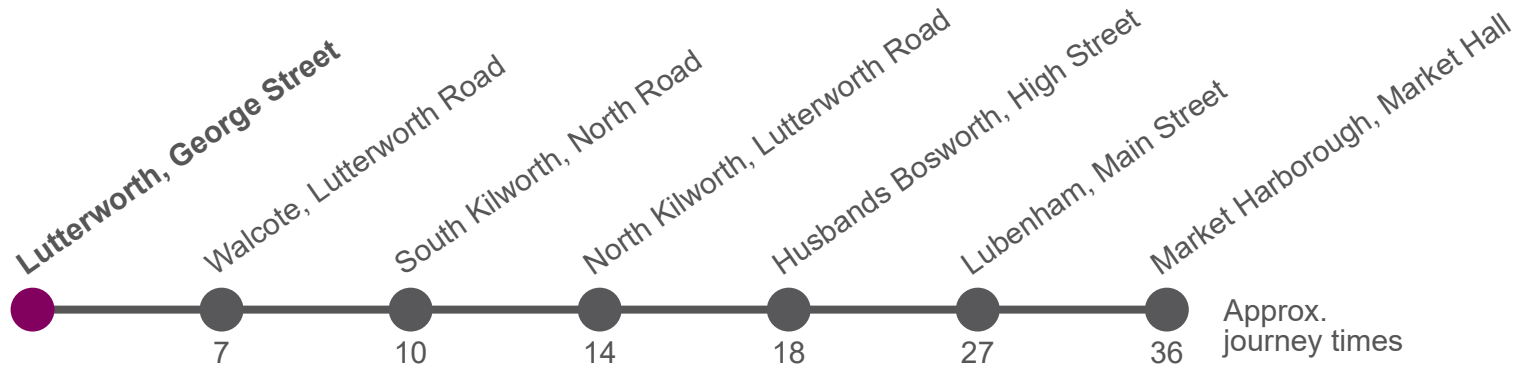 Lutterworth, George Street
Walcote, Lutterworth Road
South Kilworth, North Road
North Kilworth, Lutterworth Road
Husbands Bosworth, High Street
Lubenham, Main Street
Market Harborough, Market Hall
7
10
14
18
27
36
Approx.
journey times